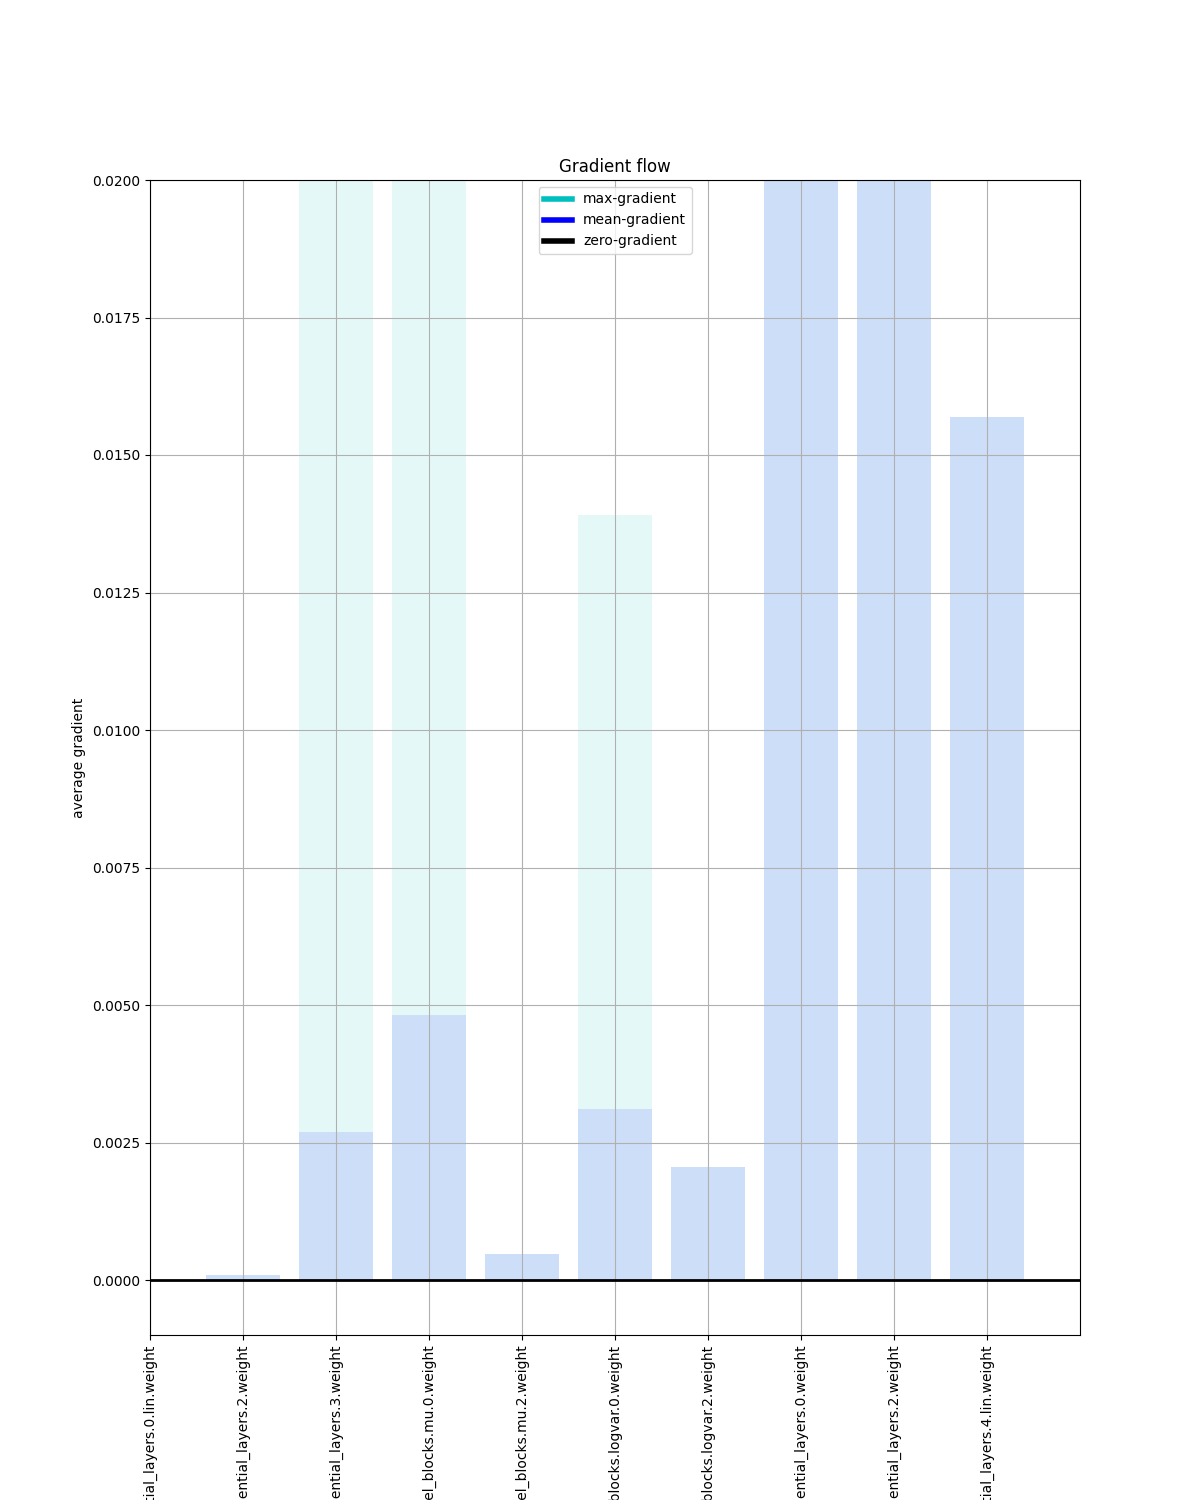 Gradient flow
max-gradient
mean-gradient
zero-gradient
0.0200
0.0175
0.0150
0.0125
0.0100
0.0075
0.0050
0.0025
0.0000
average gradient
tial_layers.0.lin.weight
ential_layers.2.weight
ential_layers.3.weight
el_blocks.mu.0.weight
el_blocks.mu.2.weight
blocks.logvar.0.weight
blocks.logvar.2.weight
ential_layers.0.weight
ential_layers.2.weight
tial_layers.4.lin.weight